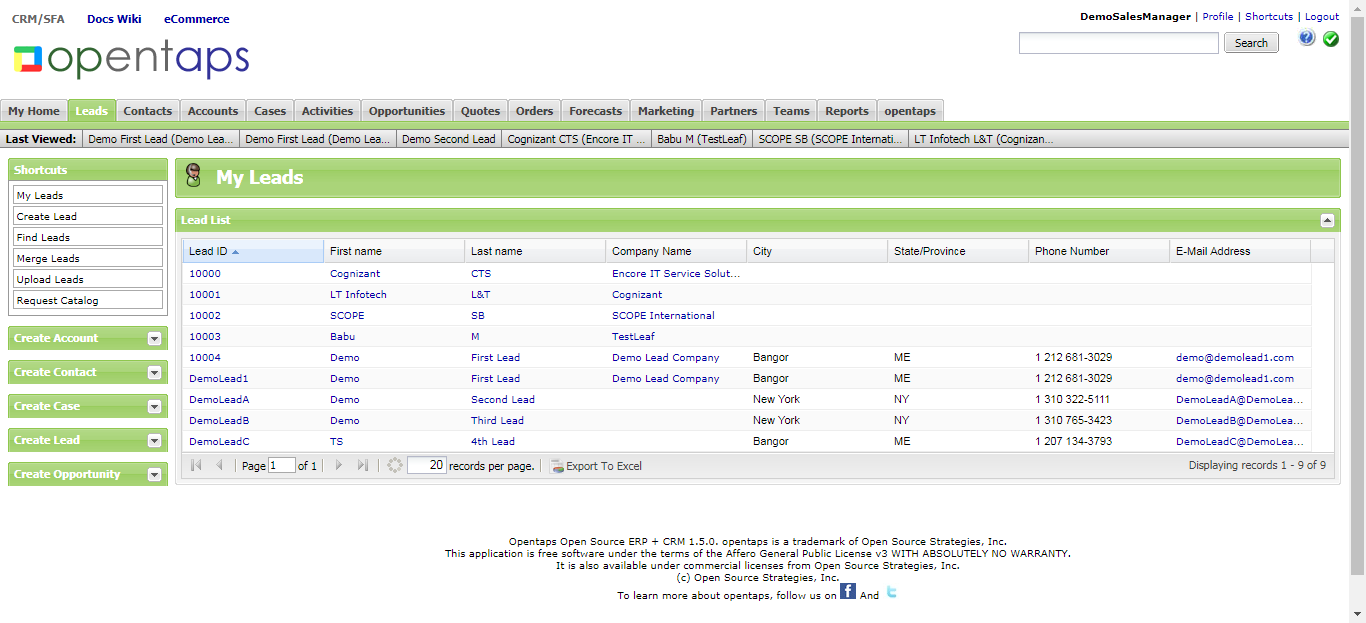 CRM/SFA Docs Wiki eCommerce
DemoSalesManager | Profile | Shortcuts | Logout
opentaps
Search
?
My Home Leads Contacts Accounts Cases Activities Opportunities Quotes Orders Forecasts Marketing Partners Teams Reports opentaps
Last Viewed: Demo First Lead (Demo Lea... Demo First Lead (Demo Lea... Demo Second Lead Cognizant CTS (Encore IT ... Babu M (TestLeaf) SCOPE SB (SCOPE Internati... LT Infotech L&T (Cognizan...
Shortcuts
My Leads
Create Lead
Find Leads
Merge Leads
Upload Leads
Request Catalog
Create Account
Create Contact
Create Case
Create Lead
Create Opportunity
My Leads
Lead List
Lead ID First name Last name Company Name City State/Province Phone Number E-Mail Address
10000 Cognizant CTS Encore IT Service Solut...
10001 LT Infotech L&T Cognizant
10002 SCOPE SB SCOPE International
10003 Babu M TestLeaf
10004 Demo First Lead Demo Lead Company Bangor ME 1 212 681-3029 demo@demolead1.com
DemoLead1 Demo First Lead Demo Lead Company Bangor ME 1 212 681-3029 demo@demolead1.com
DemoLeadA Demo Second Lead New York NY 1 310 322-5111 DemoLeadA@DemoLea...
DemoLeadB Demo Third Lead New York NY 1 310 765-3423 DemoLeadB@DemoLea...
DemoLeadC TS 4th Lead Bangor ME 1 207 134-3793 DemoLeadC@DemoLea...
Page 1 of 1 20 records per page. Export To Excel Displaying records 1 - 9 of 9
Opentaps Open Source ERP + CRM 1.5.0. opentaps is a trademark of Open Source Strategies, Inc.
This application is free software under the terms of the Affero General Public License v3 WITH ABSOLUTELY NO WARRANTY.
It is also available under commercial licenses from Open Source Strategies, Inc.
(c) Open Source Strategies, Inc.
To learn more about opentaps, follow us on f And t